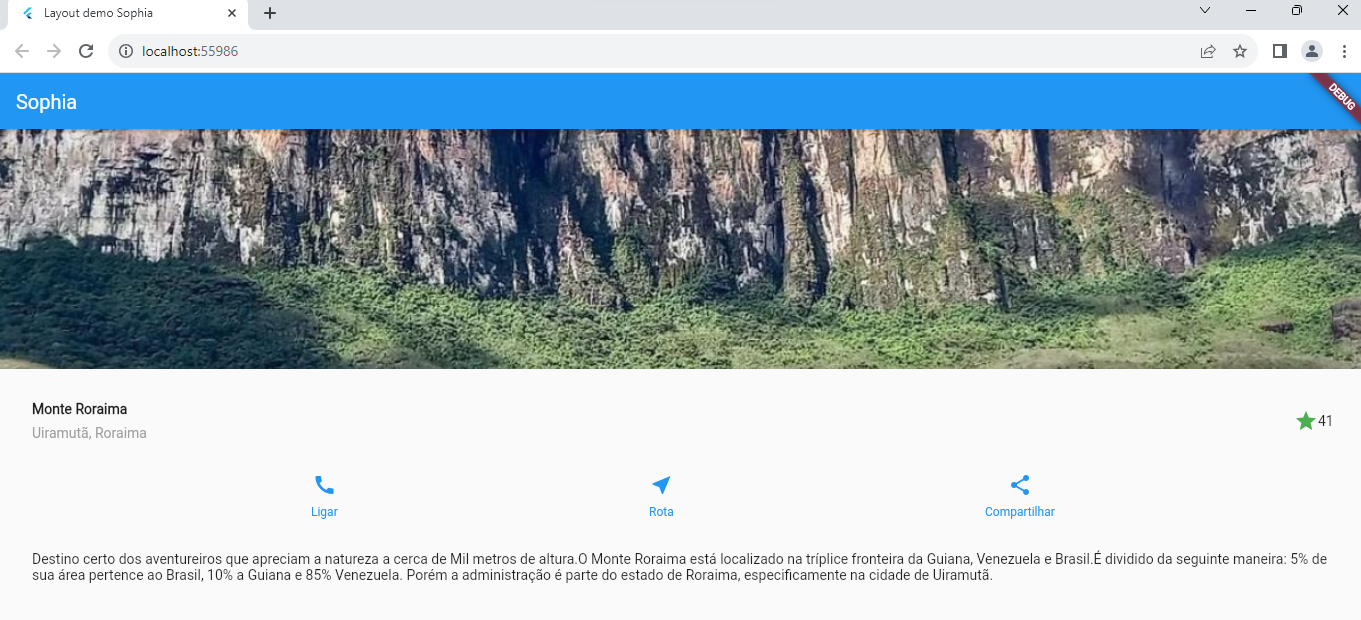 Layout demo Sophia
localhost:55986
Sophia
DEBUG
Monte Roraima
Uiramutã, Roraima
41
Ligar
Rota
Compartilhar
Destino certo dos aventureiros que apreciam a natureza a cerca de Mil metros de altura.O Monte Roraima está localizado na tríplice fronteira da Guiana, Venezuela e Brasil.É dividido da seguinte maneira: 5% de
sua área pertence ao Brasil, 10% a Guiana e 85% Venezuela. Porém a administração é parte do estado de Roraima, especificamente na cidade de Uiramutã.